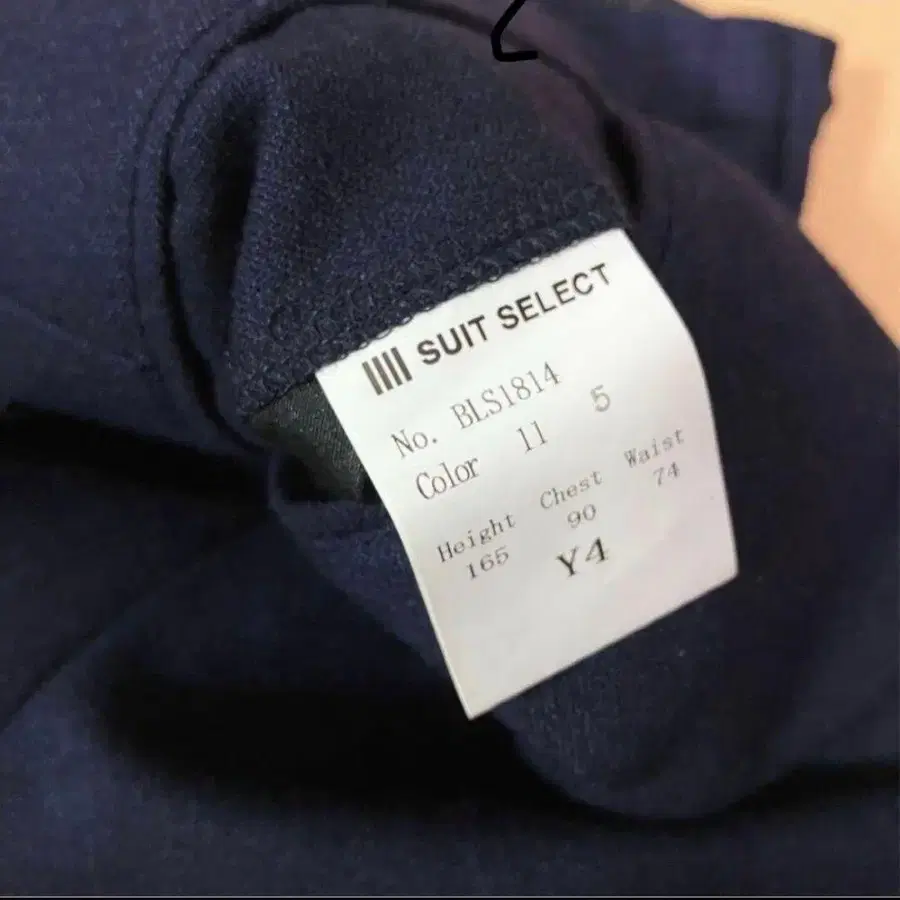 SUIT SELECT
No. BLS1814
Color 11 5
Height Chest Waist
165 90 74
Y4